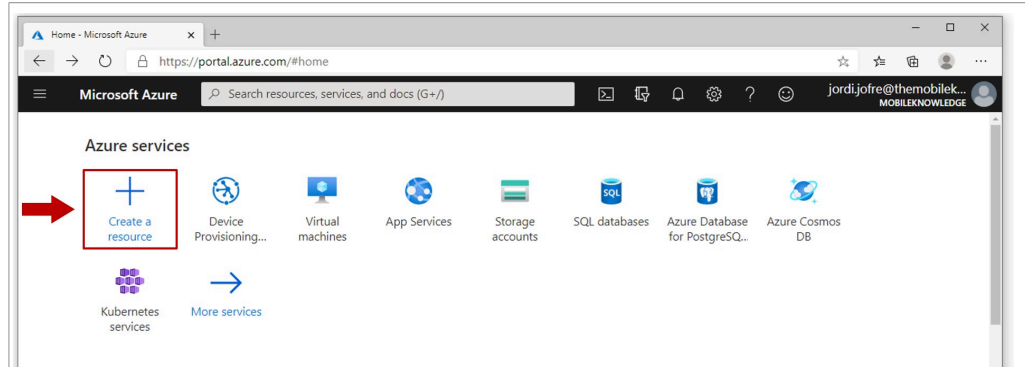 Home - Microsoft Azure
https://portal.azure.com/#home
Microsoft Azure
Search resources, services, and docs (G+/)
jordi.jofre@themobilek...
MOBILEKNOWLEDGE
Azure services
Create a
resource
Device
Provisioning...
Virtual
machines
App Services
Storage
accounts
SQL
SQL databases
Azure Database
for PostgreSQ...
Azure Cosmos
DB
Kubernetes
services
More services